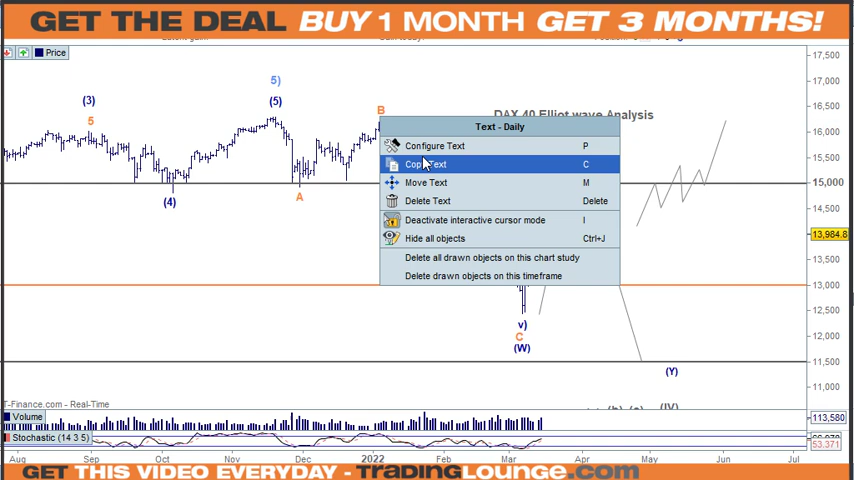 GET THE DEAL BUY 1 MONTH GET 3 MONTHS!
Price
17,500
17,000
16,500
16,000
15,500
15,000
14,500
13,984.8
13,000
12,500
12,000
11,500
11,000
(3)
5
5)
(5)
B
(4)
A
DAX 40 Elliot wave Analysis
Text - Daily
Configure Text P
Copy Text C
Move Text M
Delete Text Delete
Deactivate interactive cursor mode I
Hide all objects Ctrl+J
Delete all drawn objects on this chart study
Delete drawn objects on this timeframe
v)
C
(W)
(Y)
(IV)
T-Finance.com - Real-Time
Volume
113,580
Stochastic (14 3 5)
53.371
Aug Sep Oct Nov Dec 2022 Feb Mar Apr May Jun Jul
GET THIS VIDEO EVERYDAY - TradingLounge.com